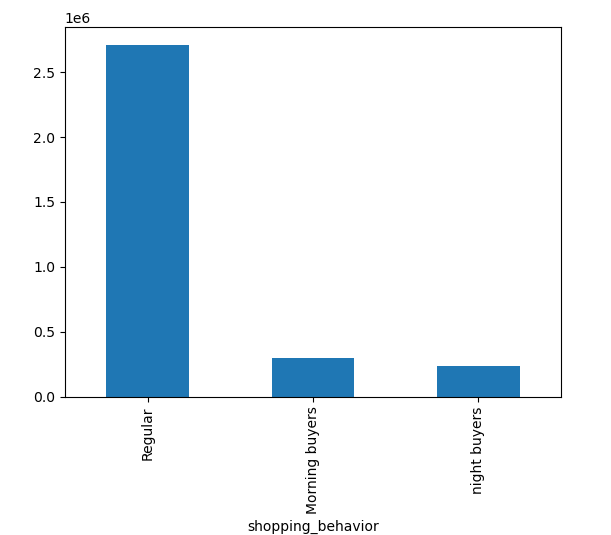 1e6
2.5
2.0
1.5
1.0
0.5
0.0
Regular
Morning buyers
night buyers
shopping_behavior